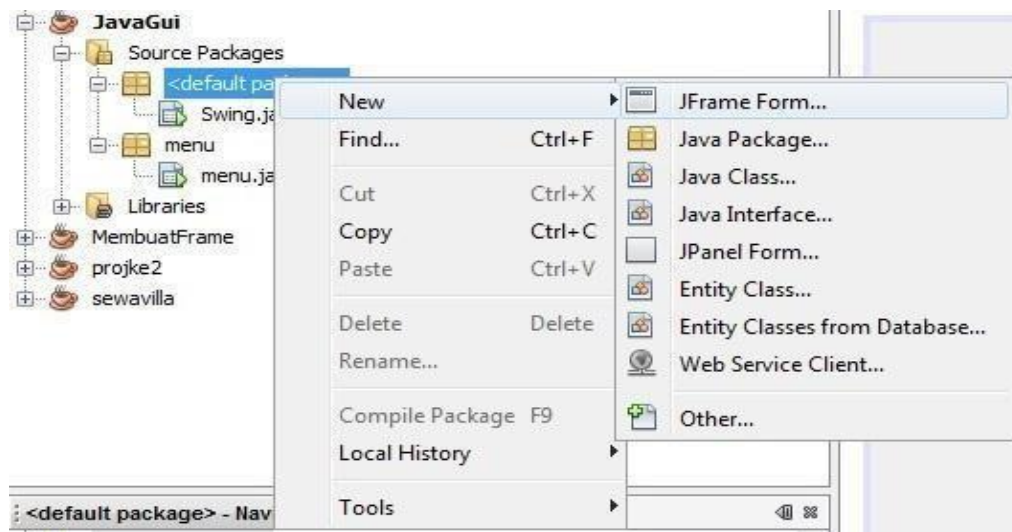 JavaGui
Source Packages
<default pa
Swing.ja
menu
menu.ja
Libraries
MembuatFrame
projke2
sewavilla
New
Find... Ctrl+F
Cut Ctrl+X
Copy Ctrl+C
Paste Ctrl+V
Delete Delete
Rename...
Compile Package F9
Local History
Tools
JFrame Form...
Java Package...
Java Class...
Java Interface...
JPanel Form...
Entity Class...
Entity Classes from Database...
Web Service Client...
Other...
<default package> - Nav